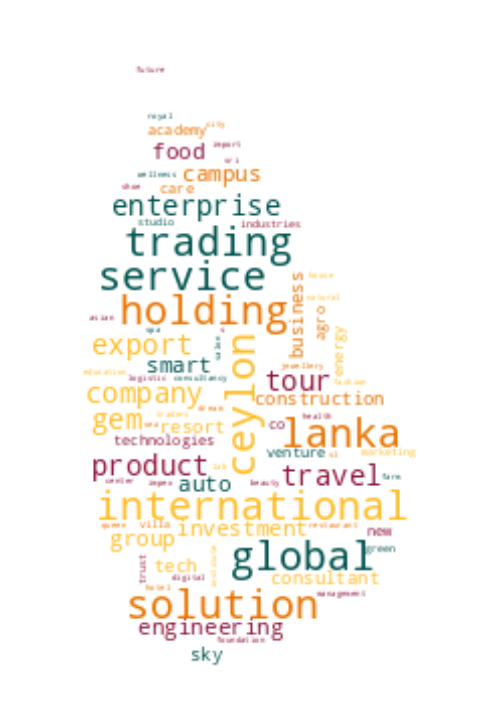 future
royal
academy city
food import
sri
wellness campus
shoe care
enterprise
studio industries
trading
service
house
holding
natural
business
asian
spa
agro
export
energy
smart
ceylon
jewellery
education
logistic consultancy
tour
fashion
company
construction
dream
gem
traders
health
sea resort
co
lanka
technologies
venture
marketing
product
travel
center impex
auto
beauty
farm
international
queen villa investment restaurant
new
group
global
green
trust
tech
digital
consultant
hotel
management
solution
engineering
foundation
sky